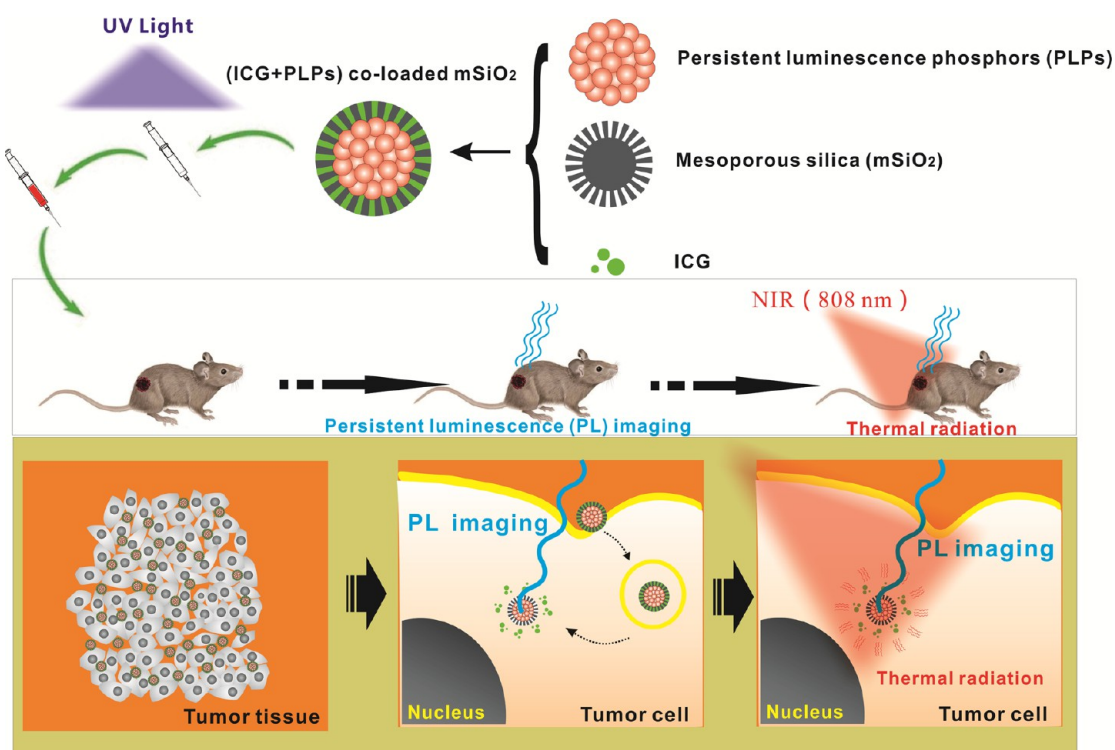 UV Light
(ICG+PLPs) co-loaded mSiO₂
Persistent luminescence phosphors (PLPs)
Mesoporous silica (mSiO₂)
ICG
NIR ( 808 nm )
Persistent luminescence (PL) imaging
Thermal radiation
Tumor tissue
PL imaging
Nucleus
Tumor cell
PL imaging
Thermal radiation
Nucleus
Tumor cell